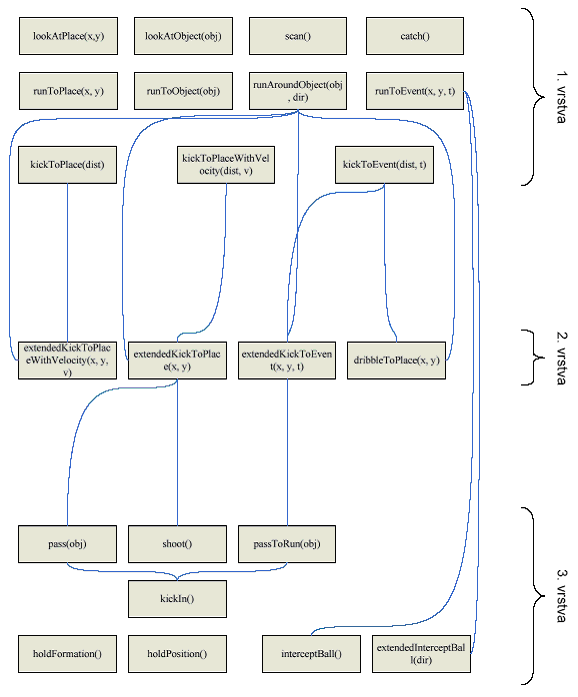 lookAtPlace(x,y)
lookAtObject(obj)
scan()
catch()
runToPlace(x, y)
runToObject(obj)
runAroundObject(obj
, dir)
runToEvent(x, y, t)
1. vrstva
kickToPlace(dist)
kickToPlaceWithVel
ocity(dist, v)
kickToEvent(dist, t)
extendedKickToPlac
eWithVelocity(x, y,
v)
extendedKickToPlac
e(x, y)
extendedKickToEven
t(x, y, t)
dribbleToPlace(x, y)
2. vrstva
pass(obj)
shoot()
passToRun(obj)
kickIn()
3. vrstva
holdFormation()
holdPosition()
interceptBall()
extendedInterceptBal
l(dir)